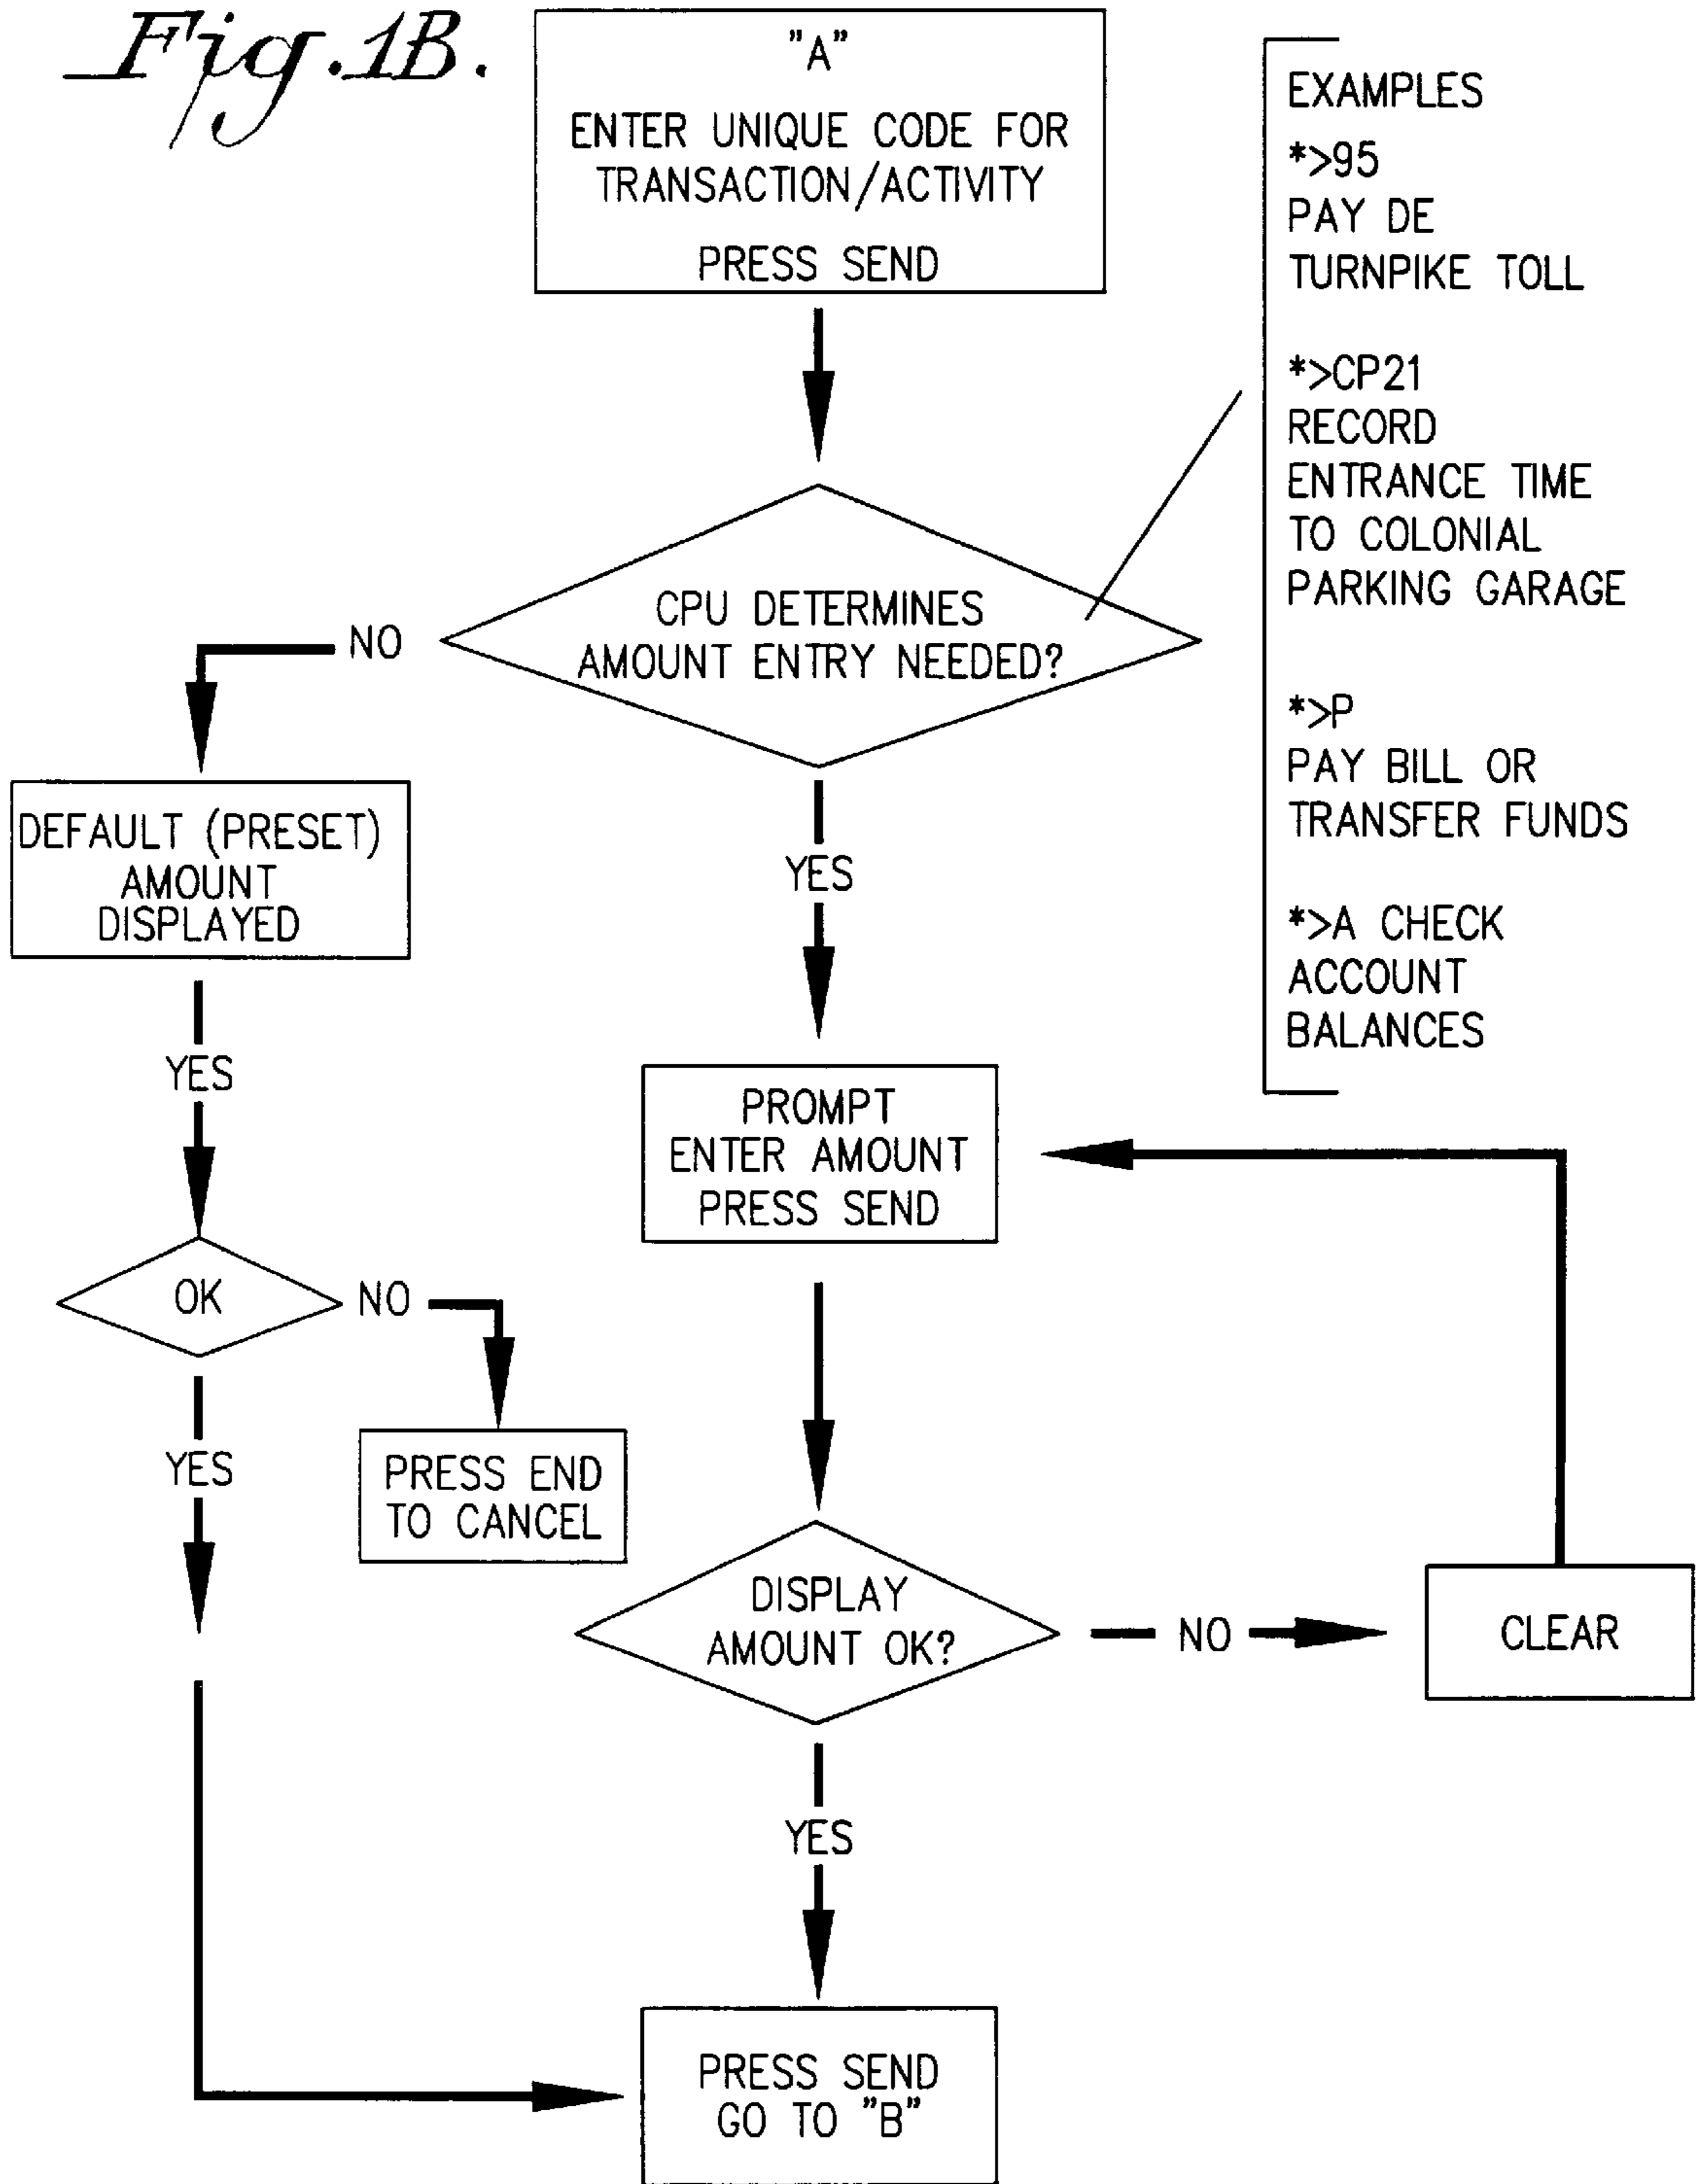 Fig.1B.
"A"
ENTER UNIQUE CODE FOR
TRANSACTION/ACTIVITY
PRESS SEND
EXAMPLES
*>95
PAY DE
TURNPIKE TOLL
*>CP21
RECORD
ENTRANCE TIME
TO COLONIAL
PARKING GARAGE
*>P
PAY BILL OR
TRANSFER FUNDS
*>A CHECK
ACCOUNT
BALANCES
CPU DETERMINES
AMOUNT ENTRY NEEDED?
NO
DEFAULT (PRESET)
AMOUNT
DISPLAYED
YES
YES
PROMPT
ENTER AMOUNT
PRESS SEND
OK
NO
YES
PRESS END
TO CANCEL
DISPLAY
AMOUNT OK?
NO
CLEAR
YES
PRESS SEND
GO TO "B"